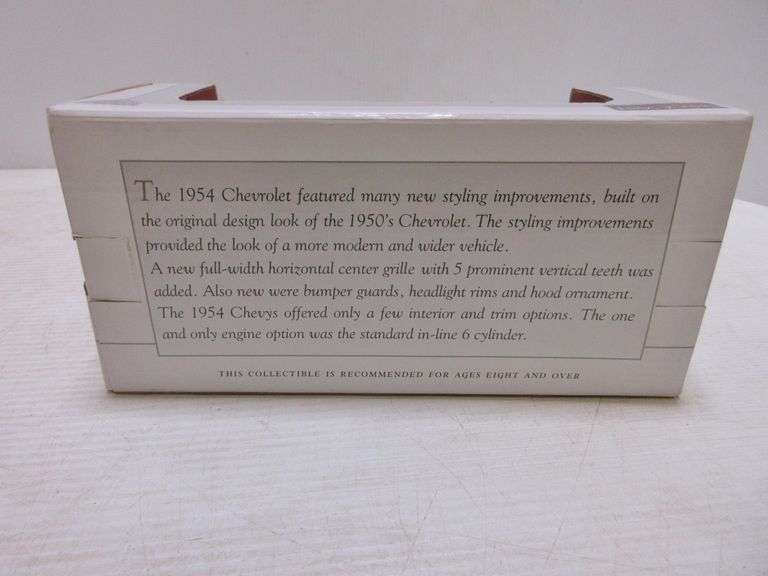 The 1954 Chevrolet featured many new styling improvements, built on
the original design look of the 1950's Chevrolet. The styling improvements
provided the look of a more modern and wider vehicle.
A new full-width horizontal center grille with 5 prominent vertical teeth was
added. Also new were bumper guards, headlight rims and hood ornament.
The 1954 Chevys offered only a few interior and trim options. The one
and only engine option was the standard in-line 6 cylinder.
THIS COLLECTIBLE IS RECOMMENDED FOR AGES EIGHT AND OVER